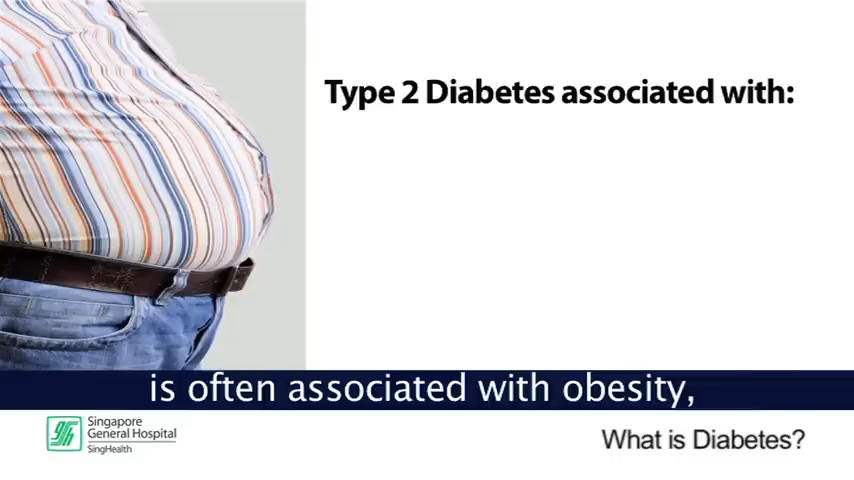 Type 2 Diabetes associated with:
is often associated with obesity,
Singapore
General Hospital
SingHealth
What is Diabetes?